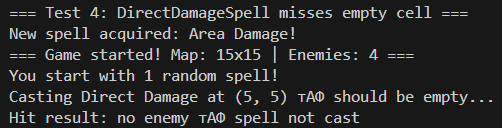 === Test 4: DirectDamageSpell misses empty cell ===
New spell acquired: Area Damage!
=== Game started! Map: 15x15 | Enemies: 4 ===
You start with 1 random spell!
Casting Direct Damage at (5, 5) тАФ should be empty...
Hit result: no enemy тАФ spell not cast